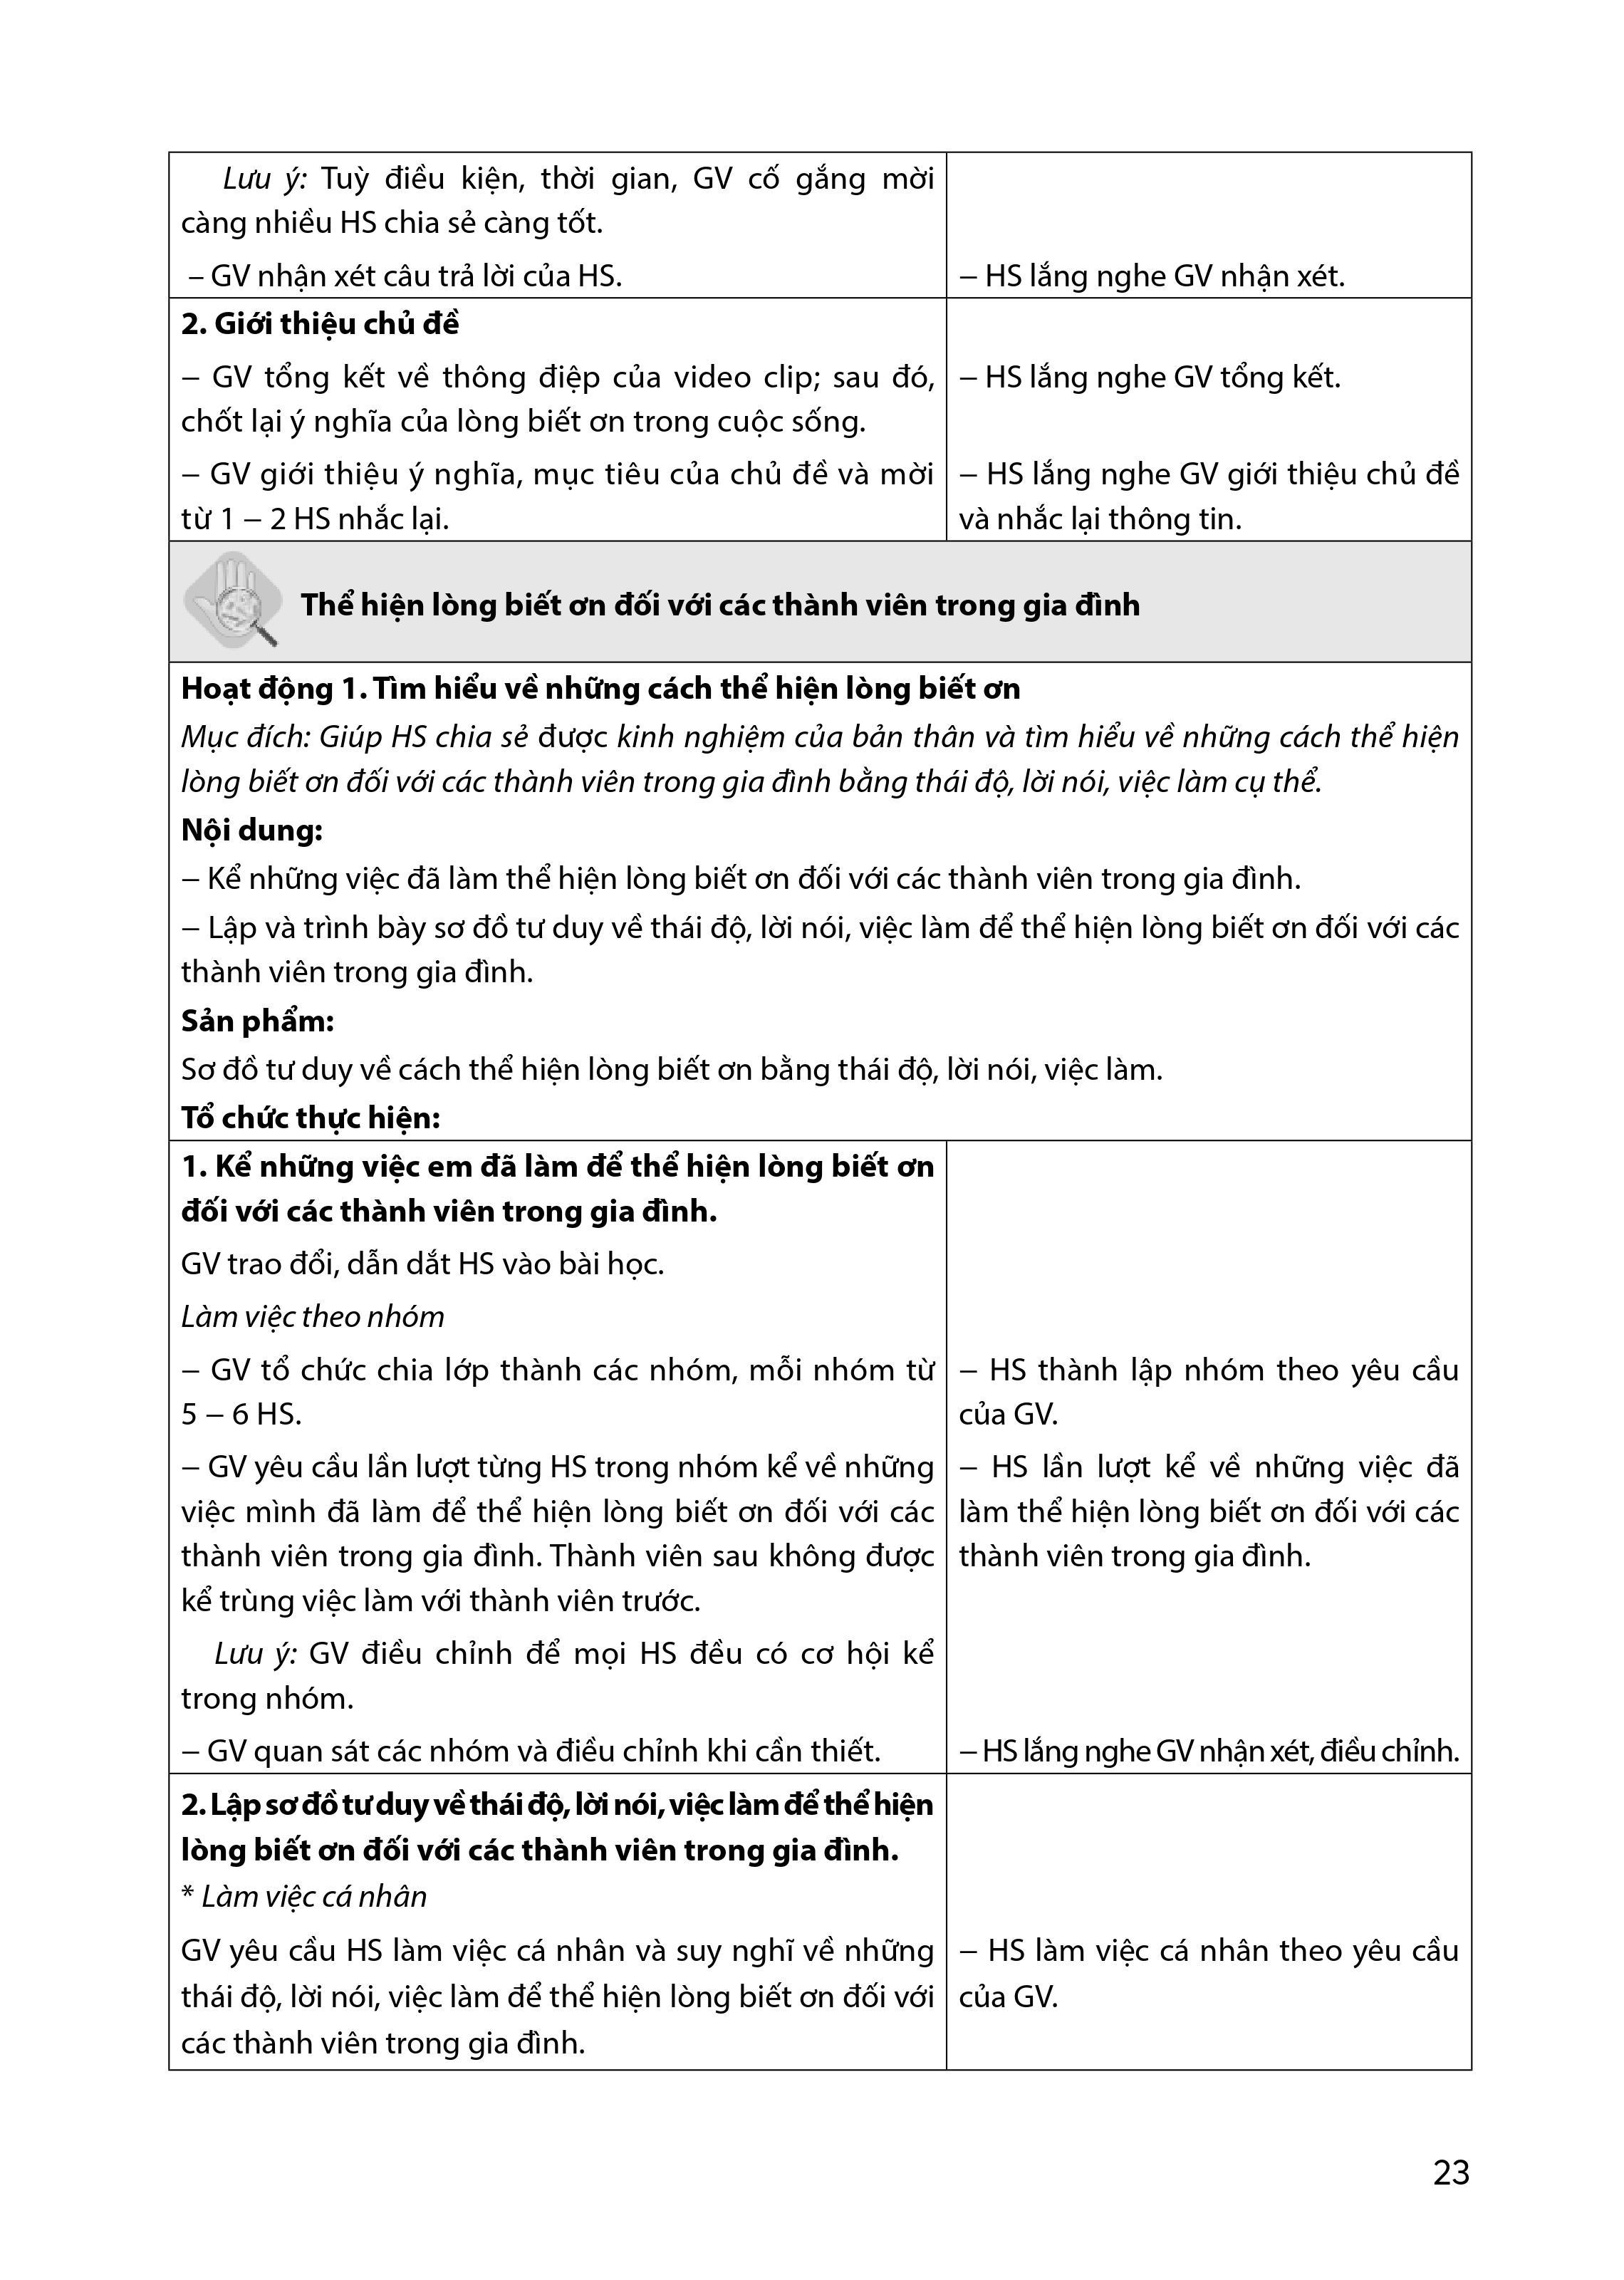 Lưu ý: Tuỳ điều kiện, thời gian, GV cố gắng mời
càng nhiều HS chia sẻ càng tốt.
– GV nhận xét câu trả lời của HS.
– HS lắng nghe GV nhận xét.
2. Giới thiệu chủ đề
– GV tổng kết về thông điệp của video clip; sau đó,
chốt lại ý nghĩa của lòng biết ơn trong cuộc sống.
– HS lắng nghe GV tổng kết.
– GV giới thiệu ý nghĩa, mục tiêu của chủ đề và mời
từ 1 – 2 HS nhắc lại.
– HS lắng nghe GV giới thiệu chủ đề
và nhắc lại thông tin.
Thể hiện lòng biết ơn đối với các thành viên trong gia đình
Hoạt động 1. Tìm hiểu về những cách thể hiện lòng biết ơn
Mục đích: Giúp HS chia sẻ được kinh nghiệm của bản thân và tìm hiểu về những cách thể hiện
lòng biết ơn đối với các thành viên trong gia đình bằng thái độ, lời nói, việc làm cụ thể.
Nội dung:
– Kể những việc đã làm thể hiện lòng biết ơn đối với các thành viên trong gia đình.
– Lập và trình bày sơ đồ tư duy về thái độ, lời nói, việc làm để thể hiện lòng biết ơn đối với các
thành viên trong gia đình.
Sản phẩm:
Sơ đồ tư duy về cách thể hiện lòng biết ơn bằng thái độ, lời nói, việc làm.
Tổ chức thực hiện:
1. Kể những việc em đã làm để thể hiện lòng biết ơn
đối với các thành viên trong gia đình.
GV trao đổi, dẫn dắt HS vào bài học.
Làm việc theo nhóm
– GV tổ chức chia lớp thành các nhóm, mỗi nhóm từ
5 – 6 HS.
– HS thành lập nhóm theo yêu cầu
của GV.
– GV yêu cầu lần lượt từng HS trong nhóm kể về những
việc mình đã làm để thể hiện lòng biết ơn đối với các
thành viên trong gia đình. Thành viên sau không được
kể trùng việc làm với thành viên trước.
– HS lần lượt kể về những việc đã
làm thể hiện lòng biết ơn đối với các
thành viên trong gia đình.
Lưu ý: GV điều chỉnh để mọi HS đều có cơ hội kể
trong nhóm.
– GV quan sát các nhóm và điều chỉnh khi cần thiết.
– HS lắng nghe GV nhận xét, điều chỉnh.
2. Lập sơ đồ tư duy về thái độ, lời nói, việc làm để thể hiện
lòng biết ơn đối với các thành viên trong gia đình.
* Làm việc cá nhân
GV yêu cầu HS làm việc cá nhân và suy nghĩ về những
thái độ, lời nói, việc làm để thể hiện lòng biết ơn đối với
các thành viên trong gia đình.
– HS làm việc cá nhân theo yêu cầu
của GV.
23